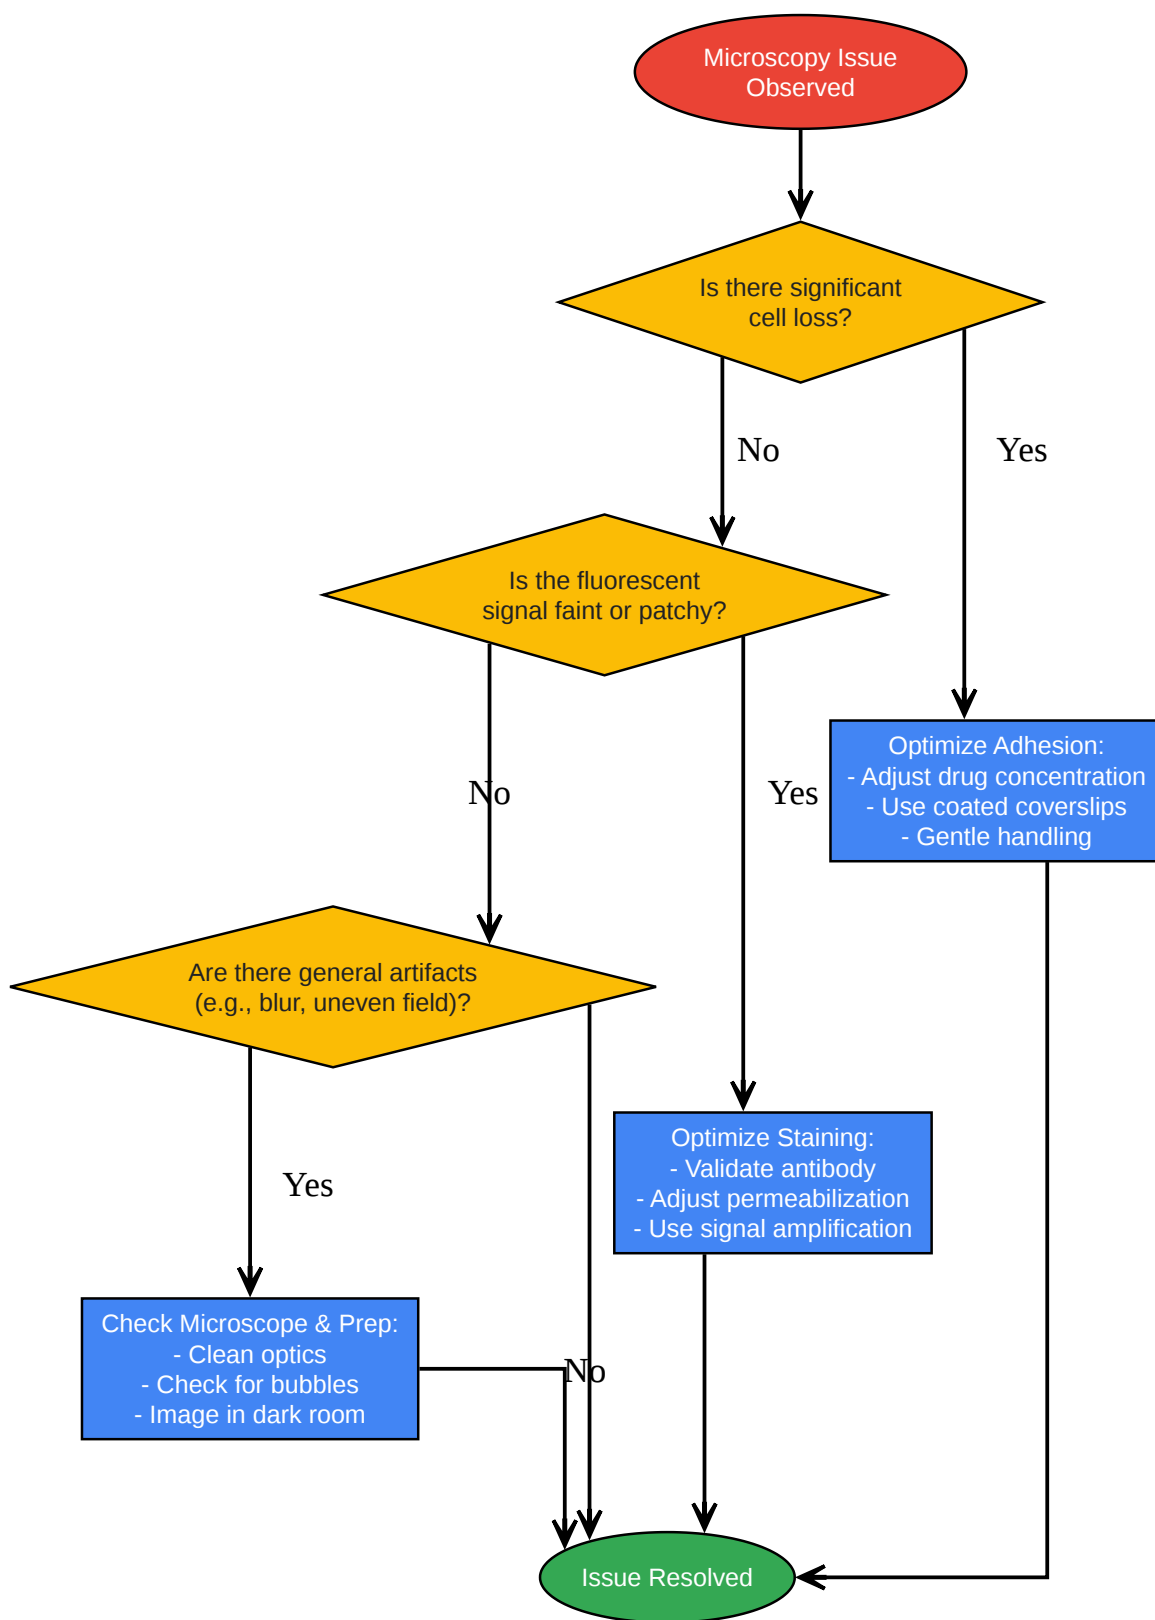 Microscopy Issue
Observed
Is there significant
cell loss?
No
Yes
Is the fluorescent
signal faint or patchy?
Optimize Adhesion:
- Adjust drug concentration
- Use coated coverslips
- Gentle handling
No
Yes
Are there general artifacts
(e.g., blur, uneven field)?
Optimize Staining:
- Validate antibody
- Adjust permeabilization
- Use signal amplification
Yes
Check Microscope & Prep:
- Clean optics
- Check for bubbles
- Image in dark room
No
Issue Resolved